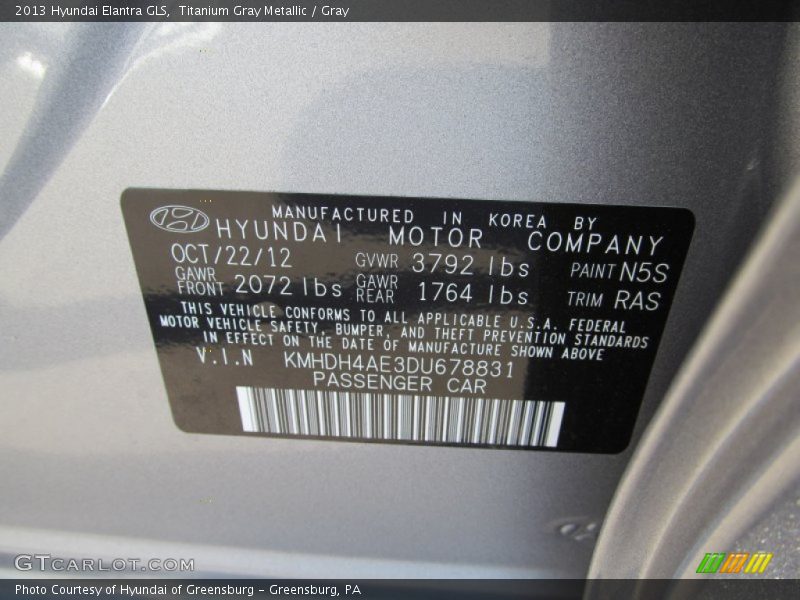 2013 Hyundai Elantra GLS, Titanium Gray Metallic / Gray
MANUFACTURED IN KOREA BY
HYUNDAI MOTOR COMPANY
OCT/22/12 GVWR 3792 lbs PAINT N5S
GAWR FRONT 2072 lbs GAWR REAR 1764 lbs TRIM RAS
THIS VEHICLE CONFORMS TO ALL APPLICABLE U.S.A. FEDERAL
MOTOR VEHICLE SAFETY, BUMPER, AND THEFT PREVENTION STANDARDS
IN EFFECT ON THE DATE OF MANUFACTURE SHOWN ABOVE
V.I.N KMHDH4AE3DU678831
PASSENGER CAR
GTCarLot.com
Photo Courtesy of Hyundai of Greensburg - Greensburg, PA